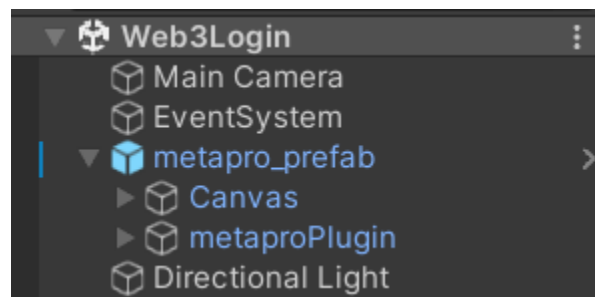 Web3Login
Main Camera
EventSystem
metapro_prefab
Canvas
metaproPlugin
Directional Light